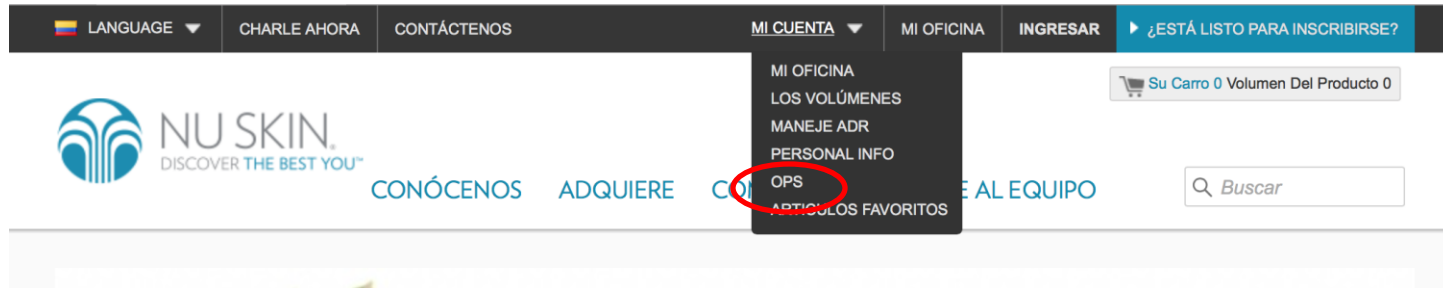 LANGUAGE CHARLE AHORA CONTÁCTENOS MI CUENTA MI OFICINA INGRESAR ¿ESTÁ LISTO PARA INSCRIBIRSE?
MI OFICINA
LOS VOLÚMENES
MANEJE ADR
PERSONAL INFO
OPS
ARTICULOS FAVORITOS
Su Carro 0 Volumen Del Producto 0
NU SKIN.
DISCOVER THE BEST YOU™
CONÓCENOS ADQUIERE AL EQUIPO
Buscar